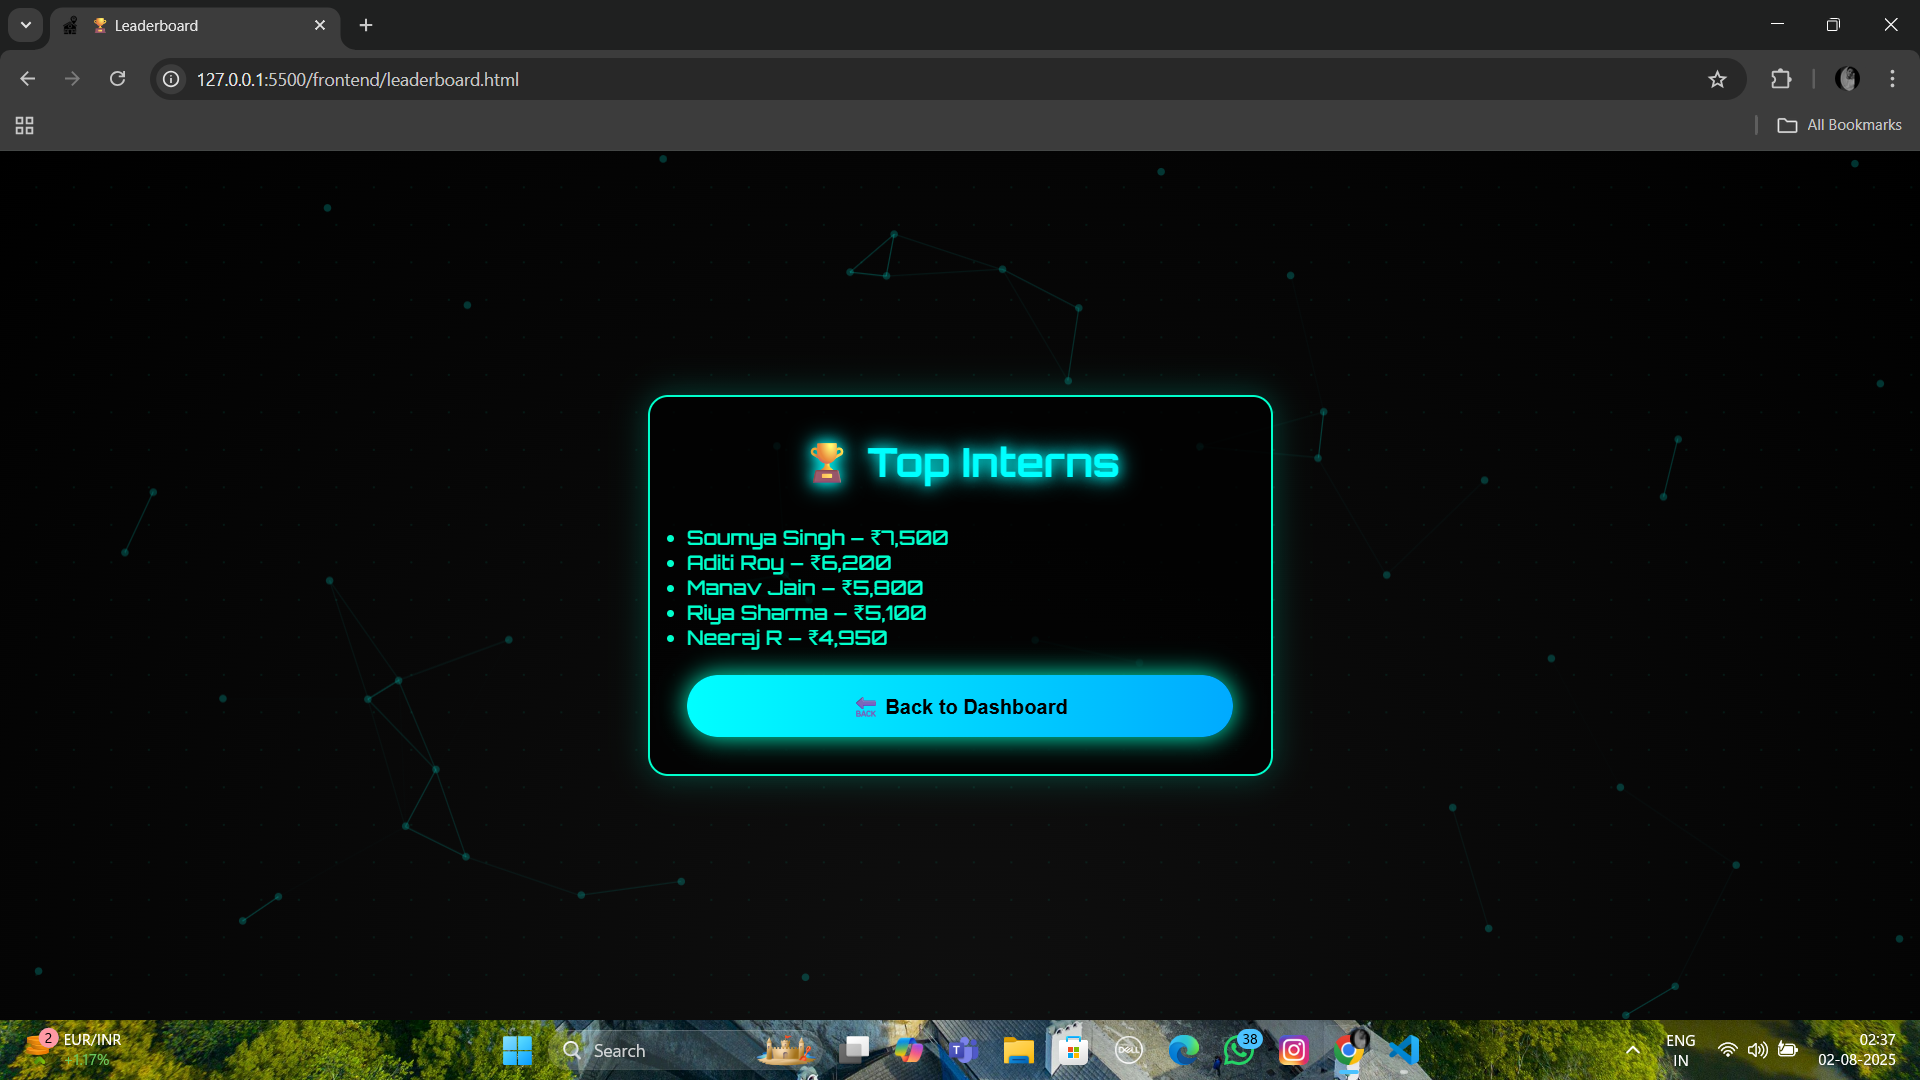 🏆 Leaderboard
127.0.0.1:5500/frontend/leaderboard.html
All Bookmarks
🏆 Top Interns
• Soumya Singh – ₹7,500
• Aditi Roy – ₹6,200
• Manav Jain – ₹5,800
• Riya Sharma – ₹5,100
• Neeraj R – ₹4,950
🔙 Back to Dashboard
2
EUR/INR
+1.17%
Search
T
DELL
38
ENG
IN
02:37
02-08-2025